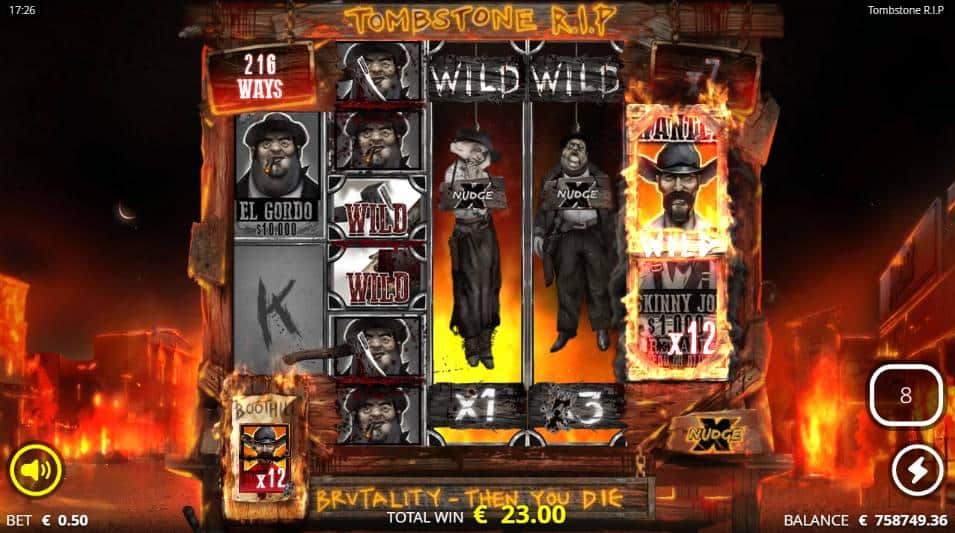 17:26
Tombstone R.I.P
TOMBSTONE R.I.P
216
WAYS
WILD
WILD
x7
WANTED
EL GORDO
$10.000
WILD
NUDGE
NUDGE
WILD
K
WILD
SKINNY JO
$1.000
x12
x1
x3
8
BOOTHILL
x12
NUDGE
BRUTALITY - THEN YOU DIE
BET € 0.50
TOTAL WIN € 23.00
BALANCE € 758749.36